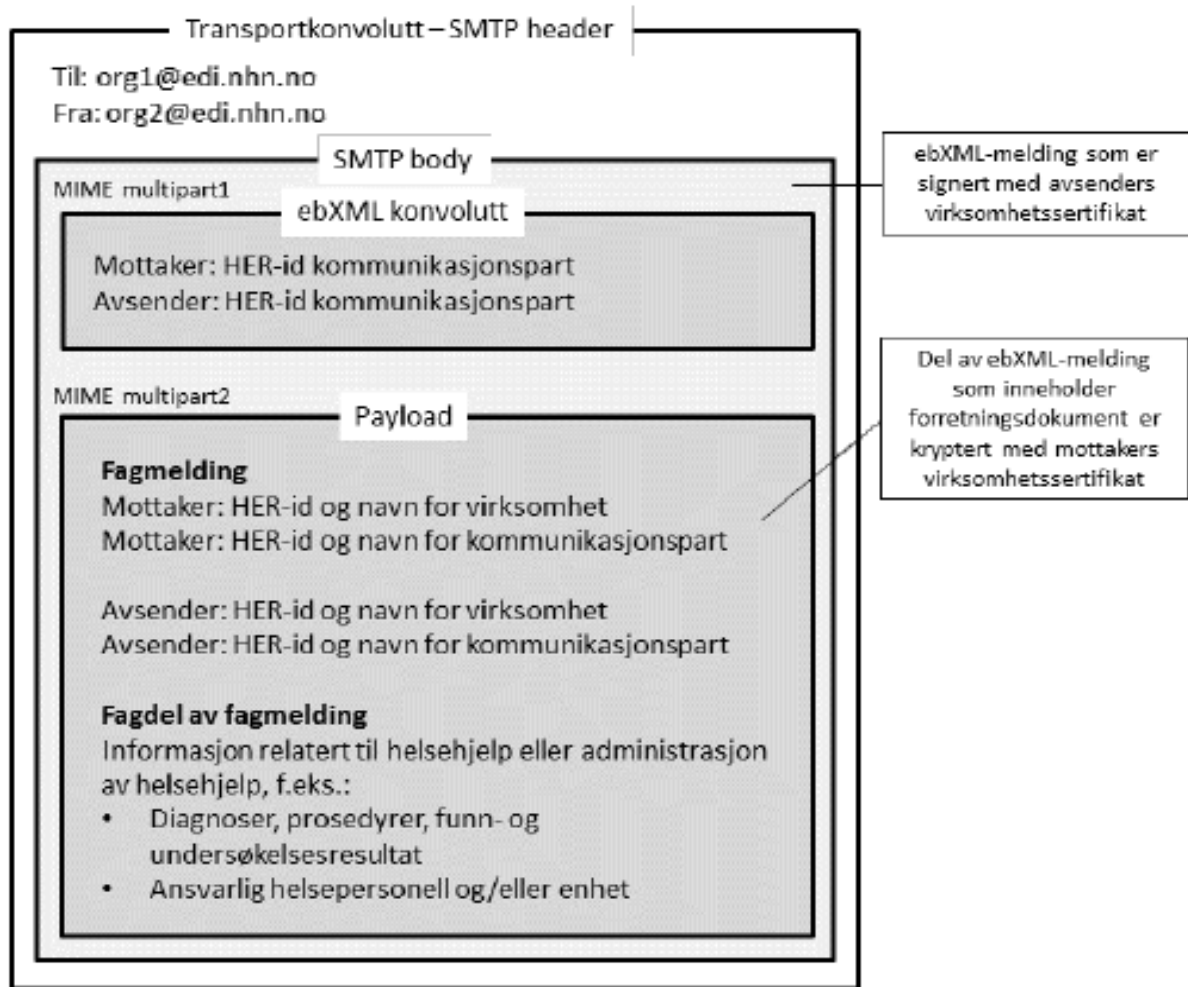 Transportkonvolutt – SMTP header
Til: org1@edi.nhn.no
Fra: org2@edi.nhn.no
SMTP body
MIME multipart1
ebXML konvolutt
Mottaker: HER-id kommunikasjonspart
Avsender: HER-id kommunikasjonspart
MIME multipart2
Payload
Fagmelding
Mottaker: HER-id og navn for virksomhet
Mottaker: HER-id og navn for kommunikasjonspart
Avsender: HER-id og navn for virksomhet
Avsender: HER-id og navn for kommunikasjonspart
Fagdel av fagmelding
Informasjon relatert til helsehjelp eller administrasjon
av helsehjelp, f.eks.:
• Diagnoser, prosedyrer, funn- og
undersøkelsesresultat
• Ansvarlig helsepersonell og/eller enhet
ebXML-melding som er
signert med avsenders
virksomhetssertifikat
Del av ebXML-melding
som inneholder
forretningsdokument er
kryptert med mottakers
virksomhetssertifikat